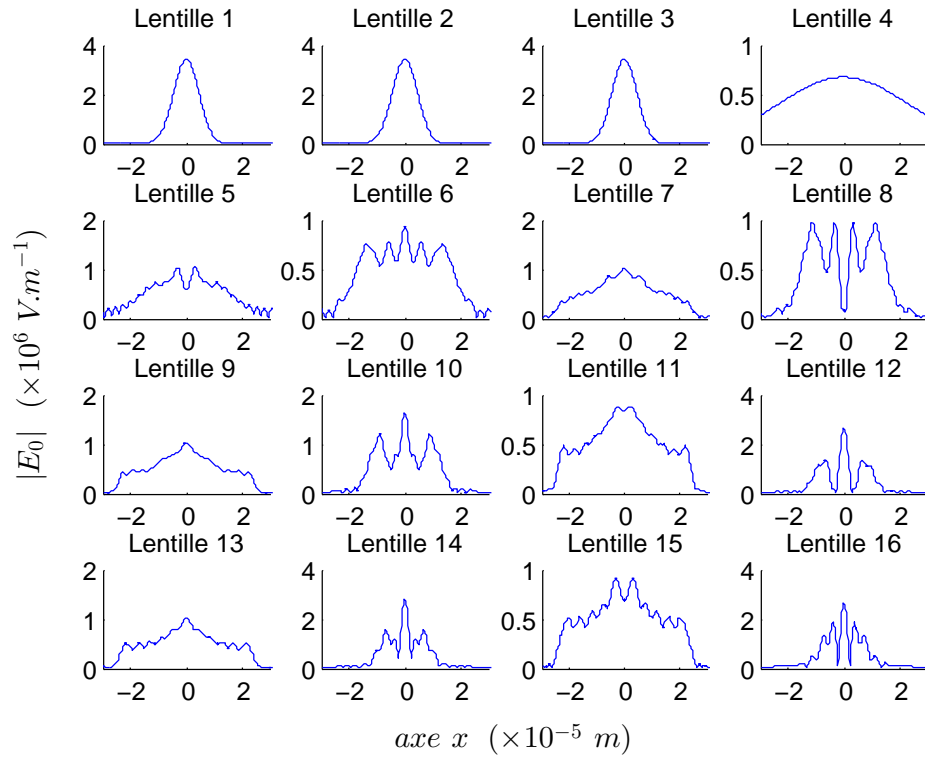 Lentille 1 Lentille 2 Lentille 3 Lentille 4
4 4 4 1
2 2 2 0.5
0 0 0 0
−2 0 2 −2 0 2 −2 0 2 −2 0 2
Lentille 5 Lentille 6 Lentille 7 Lentille 8
2 1 2 1
1 0.5 1 0.5
0 0 0 0
−2 0 2 −2 0 2 −2 0 2 −2 0 2
Lentille 9 Lentille 10 Lentille 11 Lentille 12
2 2 1 4
1 1 0.5 2
0 0 0 0
−2 0 2 −2 0 2 −2 0 2 −2 0 2
Lentille 13 Lentille 14 Lentille 15 Lentille 16
2 4 1 4
1 2 0.5 2
0 0 0 0
−2 0 2 −2 0 2 −2 0 2 −2 0 2
|E₀| (×10⁶ V.m⁻¹)
axe x (×10⁻⁵ m)